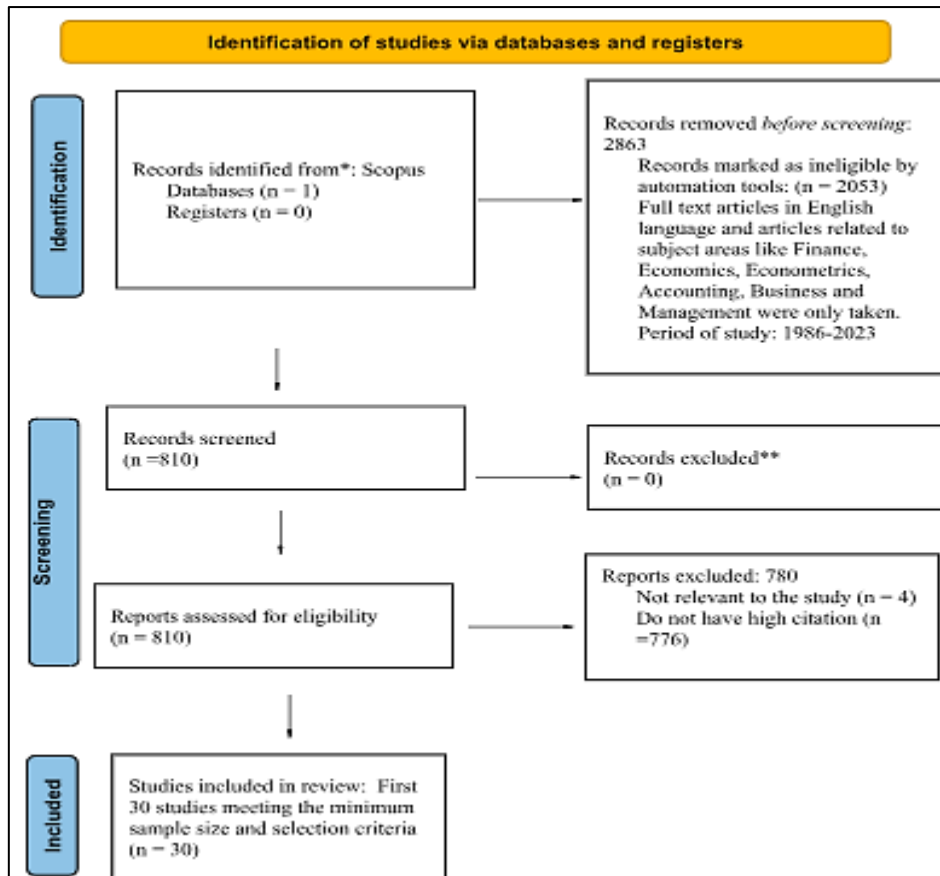 Identification of studies via databases and registers
Identification
Records identified from*: Scopus
Databases (n = 1)
Registers (n = 0)
Records removed before screening:
2863
Records marked as ineligible by
automation tools: (n = 2053)
Full text articles in English
language and articles related to
subject areas like Finance,
Economics, Econometrics,
Accounting, Business and
Management were only taken.
Period of study: 1986-2023
Screening
Records screened
(n =810)
Records excluded**
(n = 0)
Reports assessed for eligibility
(n = 810)
Reports excluded: 780
Not relevant to the study (n = 4)
Do not have high citation (n
=776)
Included
Studies included in review: First
30 studies meeting the minimum
sample size and selection criteria
(n = 30)